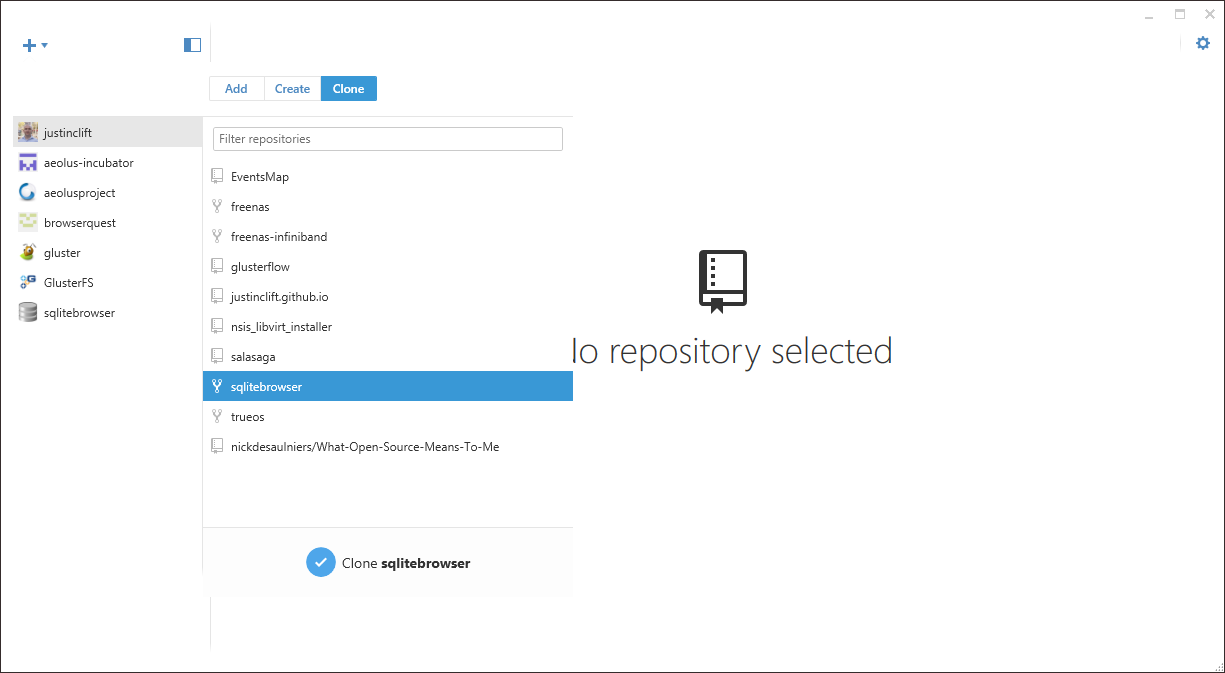 Add Create Clone
justinclift
aeolus-incubator
aeolusproject
browserquest
gluster
GlusterFS
sqlitebrowser
Filter repositories
EventsMap
freenas
freenas-infiniband
glusterflow
justinclift.github.io
nsis_libvirt_installer
salasaga
sqlitebrowser
trueos
nickdesaulniers/What-Open-Source-Means-To-Me
Clone sqlitebrowser
repository selected